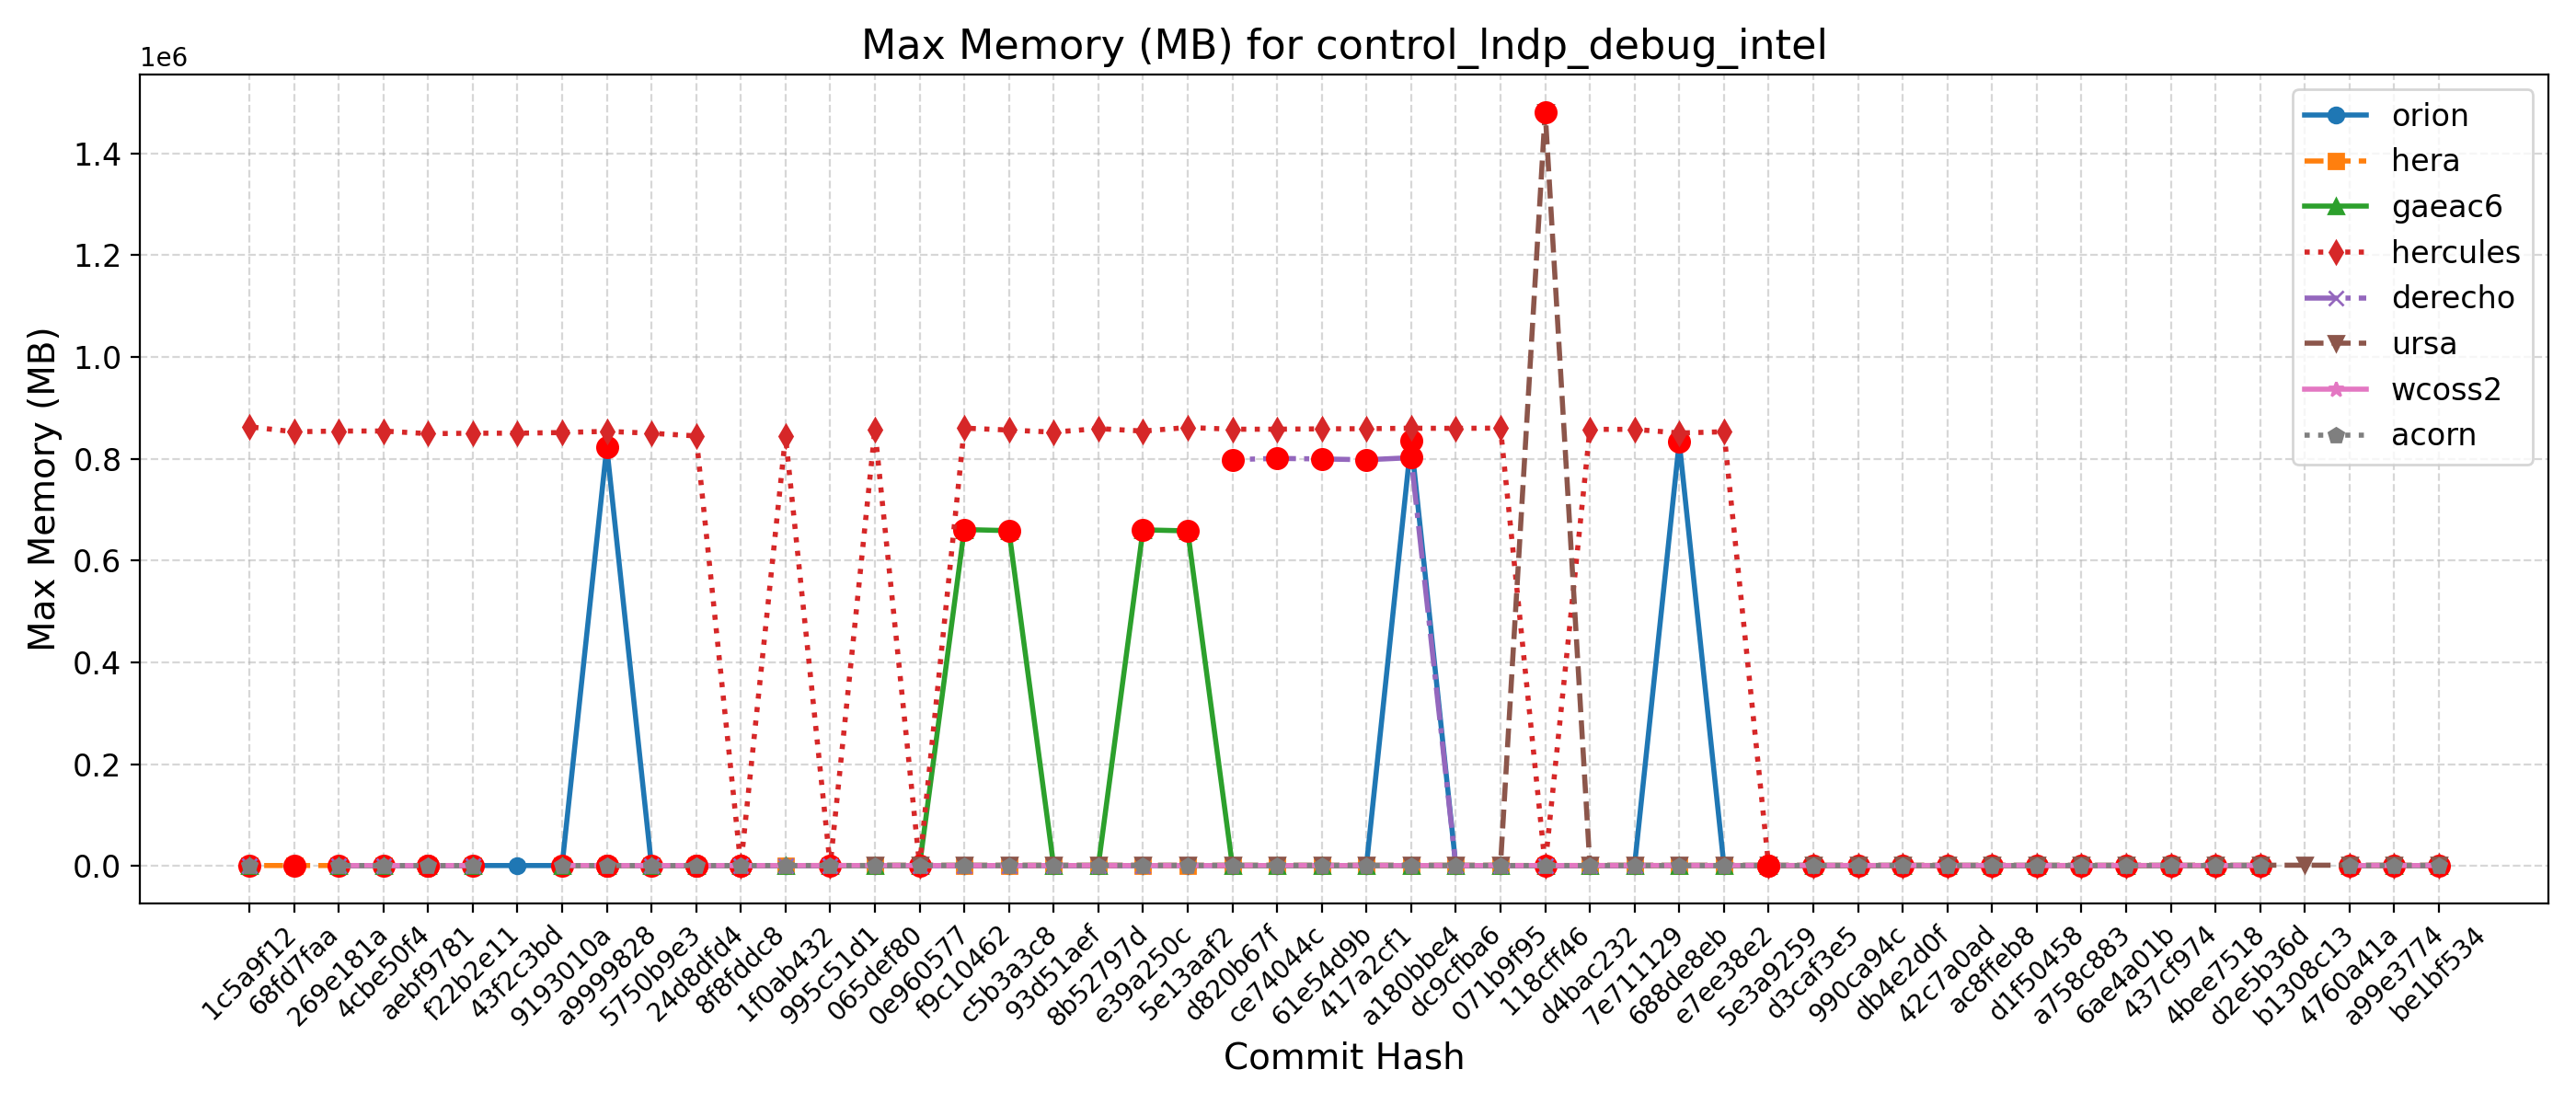 Max Memory (MB) for control_lndp_debug_intel
1e6
1.4
1.2
1.0
0.8
0.6
0.4
0.2
0.0
Max Memory (MB)
orion
hera
gaeac6
hercules
derecho
ursa
wcoss2
acorn
1c5a9f12
68fd7faa
269e181a
4cbe50f4
aebf9781
f22b2e11
43f2c3bd
9193010a
a9999828
5750b9e3
24d8dfd4
8f8fddc8
1f0ab432
995c51d1
065def80
0e960577
f9c10462
c5b3a3c8
93d51aef
8b52797d
e39a250c
5e13aaf2
d820b67f
ce74044c
61e54d9b
417a2cf1
a180bbe4
dc9cfba6
071b9f95
118cff46
d4bac232
7e711129
688de8eb
e7ee38e2
5e3a9259
d3caf3e5
990ca94c
db4e2d0f
42c7a0ad
ac8ffeb8
d1f50458
a758c883
6ae4a01b
437cf974
4bee7518
d2e5b36d
b1308c13
4760a41a
a99e3774
be1bf534
Commit Hash